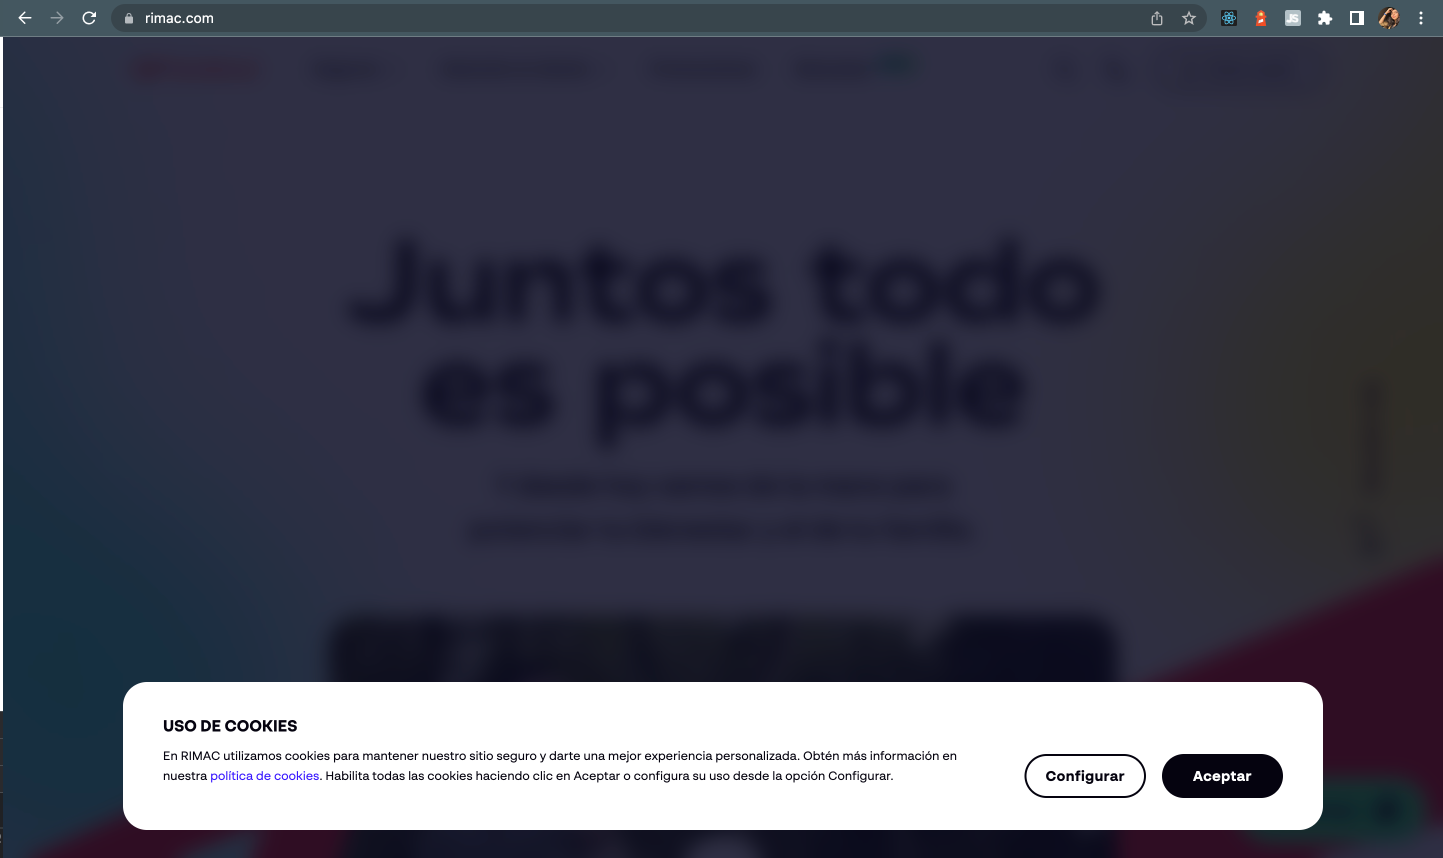 rimac.com
Juntos todo
es posible
USO DE COOKIES
En RIMAC utilizamos cookies para mantener nuestro sitio seguro y darte una mejor experiencia personalizada. Obtén más información en
nuestra política de cookies. Habilita todas las cookies haciendo clic en Aceptar o configura su uso desde la opción Configurar.
Configurar
Aceptar